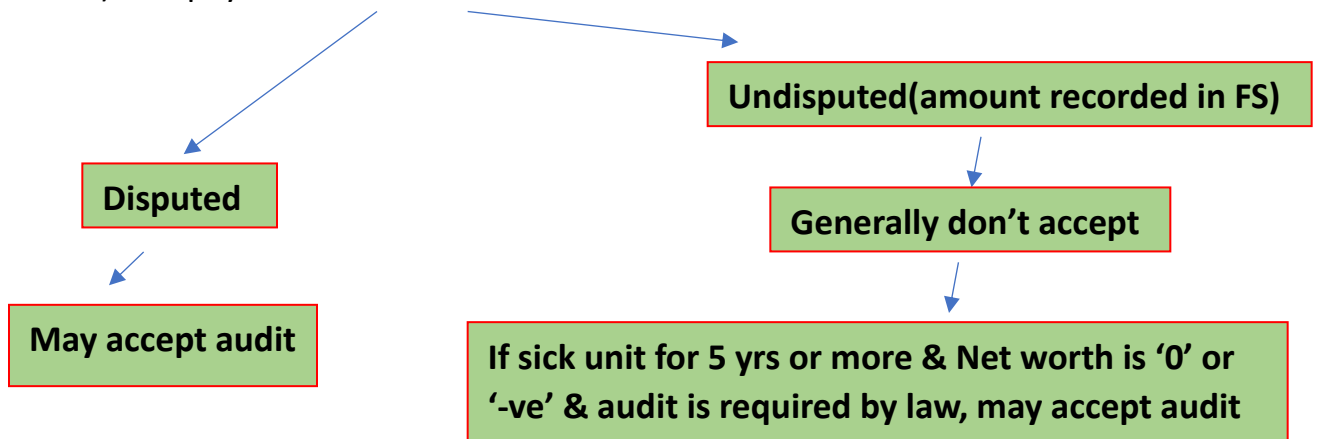 Undisputed(amount recorded in FS)
Disputed
Generally don’t accept
May accept audit
If sick unit for 5 yrs or more & Net worth is ‘0’ or
‘-ve’ & audit is required by law, may accept audit